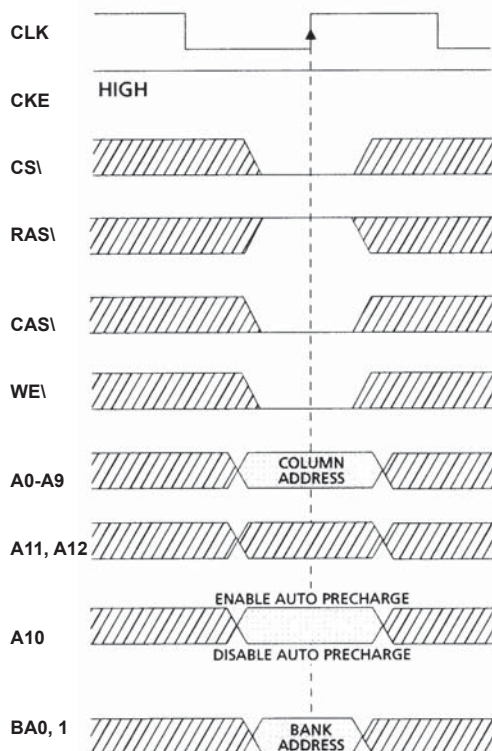 CLK
CKE
HIGH
CS\
RAS\
CAS\
WE\
A0-A9
COLUMN
ADDRESS
A11, A12
ENABLE AUTO PRECHARGE
A10
DISABLE AUTO PRECHARGE
BA0, 1
BANK
ADDRESS